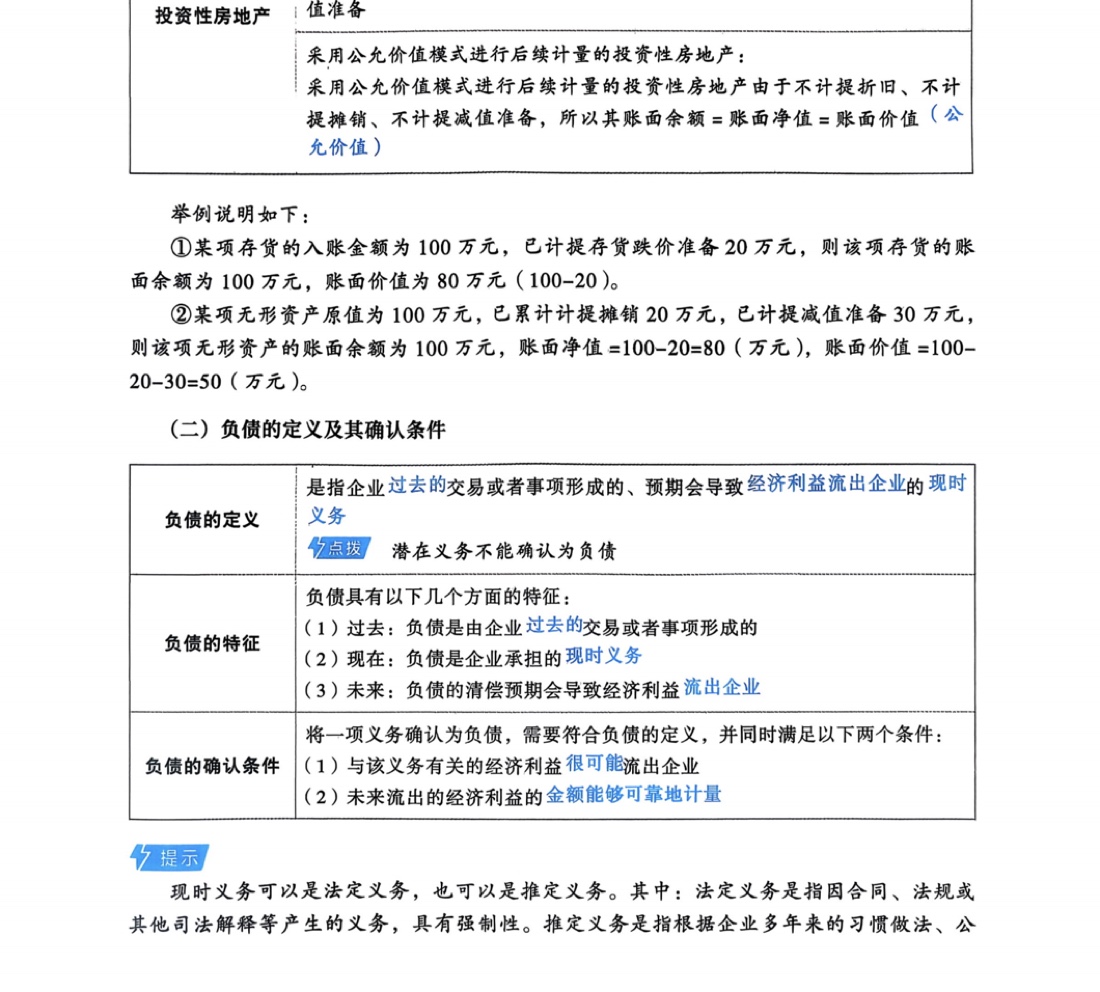 投资性房地产
值准备
采用公允价值模式进行后续计量的投资性房地产：
采用公允价值模式进行后续计量的投资性房地产由于不计提折旧、不计
提摊销、不计提减值准备，所以其账面余额 = 账面净值 = 账面价值（公
允价值）
举例说明如下：
①某项存货的入账金额为 100 万元，已计提存货跌价准备 20 万元，则该项存货的账
面余额为 100 万元，账面价值为 80 万元（100-20）。
②某项无形资产原值为 100 万元，已累计计提摊销 20 万元，已计提减值准备 30 万元，
则该项无形资产的账面余额为 100 万元，账面净值 =100-20=80（万元），账面价值 =100-
20-30=50（万元）。
（二）负债的定义及其确认条件
负债的定义
是指企业过去的交易或者事项形成的、预期会导致经济利益流出企业的现时
义务
点拨 潜在义务不能确认为负债
负债的特征
负债具有以下几个方面的特征：
（1）过去：负债是由企业过去的交易或者事项形成的
（2）现在：负债是企业承担的现时义务
（3）未来：负债的清偿预期会导致经济利益流出企业
负债的确认条件
将一项义务确认为负债，需要符合负债的定义，并同时满足以下两个条件：
（1）与该义务有关的经济利益很可能流出企业
（2）未来流出的经济利益的金额能够可靠地计量
提示
现时义务可以是法定义务，也可以是推定义务。其中：法定义务是指因合同、法规或
其他司法解释等产生的义务，具有强制性。推定义务是指根据企业多年来的习惯做法、公